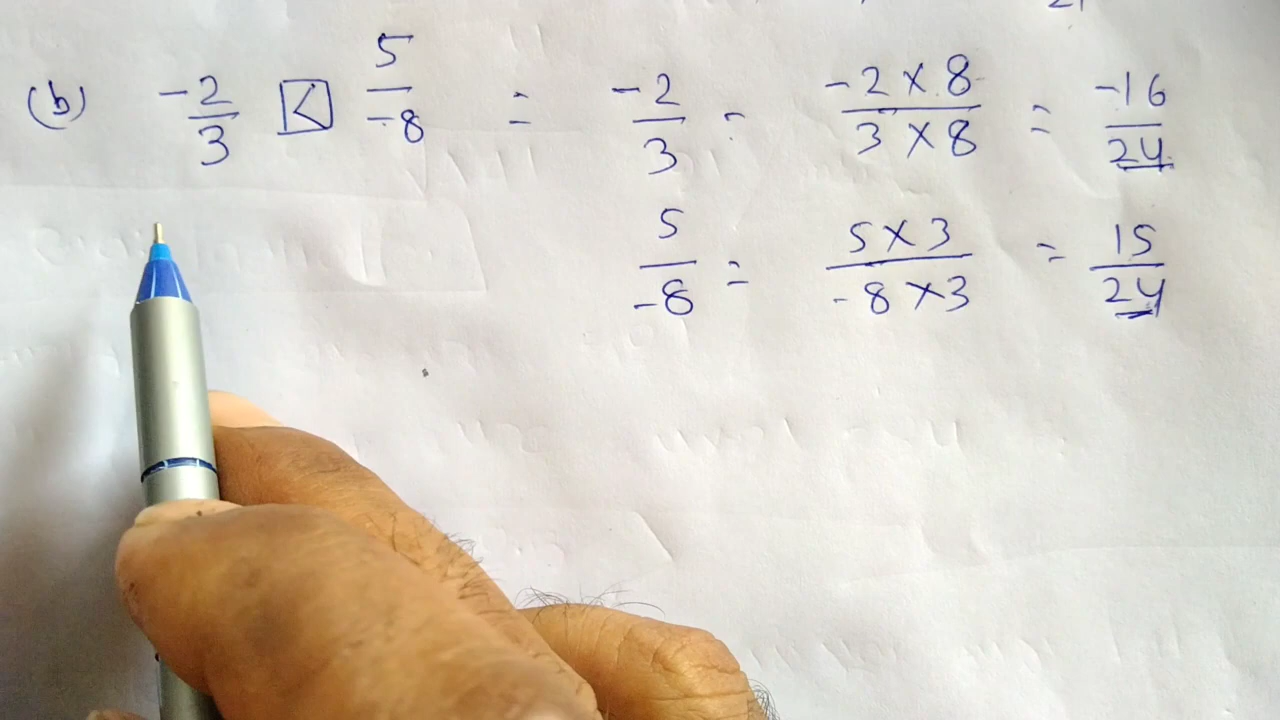 (b) -2/3 < 5/-8 = -2/3 = -2 × 8/3 × 8 = -16/24
5/-8 = 5 × 3/-8 × 3 = 15/24